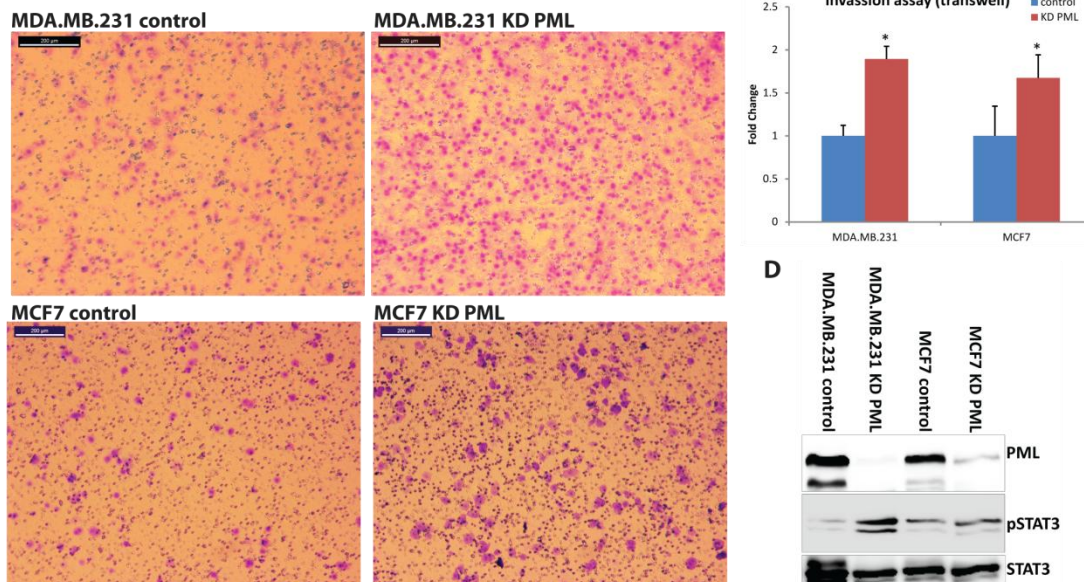 MDA.MB.231 control
200 µm
MDA.MB.231 KD PML
200 µm
MCF7 control
200 µm
MCF7 KD PML
200 µm
Invassion assay (transwell)
control
KD PML
Fold Change
2.5
2
1.5
1
0.5
0
*
*
MDA.MB.231
MCF7
D
MDA.MB.231 control
MDA.MB.231 KD PML
MCF7 control
MCF7 KD PML
PML
pSTAT3
STAT3